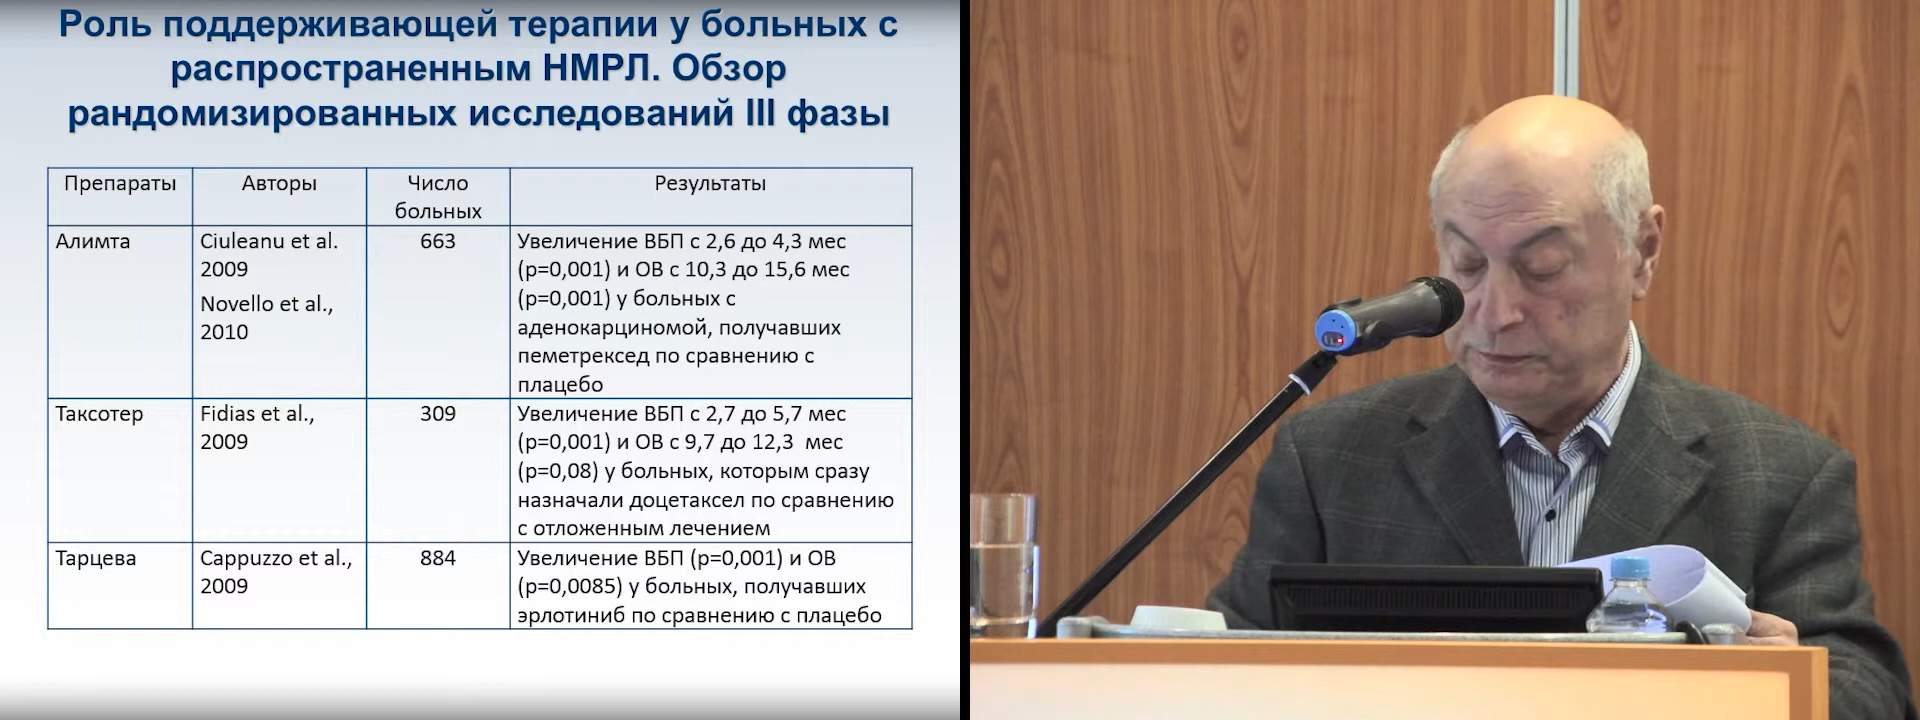 Роль поддерживающей терапии у больных с
распространенным НМРЛ. Обзор
рандомизированных исследований III фазы
Препараты
Авторы
Число
больных
Результаты
Алимта
Ciuleanu et al.
2009
Novello et al.,
2010
663
Увеличение ВБП с 2,6 до 4,3 мес
(p=0,001) и ОВ с 10,3 до 15,6 мес
(p=0,001) у больных с
аденокарциномой, получавших
пеметрексед по сравнению с
плацебо
Таксотер
Fidias et al.,
2009
309
Увеличение ВБП с 2,7 до 5,7 мес
(p=0,001) и ОВ с 9,7 до 12,3 мес
(p=0,08) у больных, которым сразу
назначали доцетаксел по сравнению
с отложенным лечением
Тарцева
Cappuzzo et al.,
2009
884
Увеличение ВБП (p=0,001) и ОВ
(p=0,0085) у больных, получавших
эрлотиниб по сравнению с плацебо